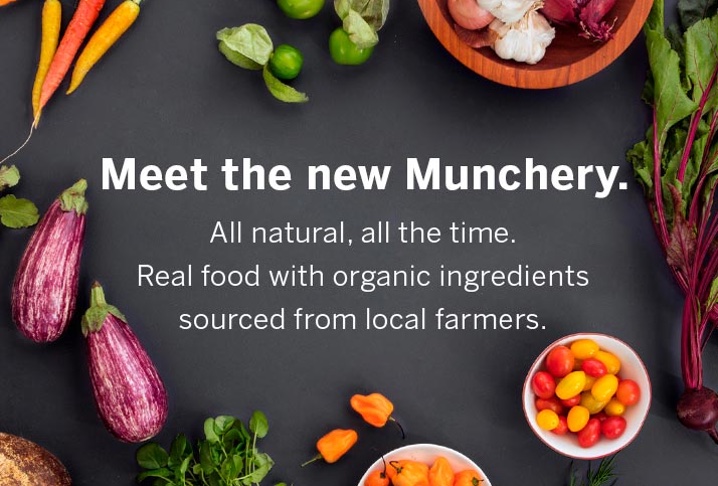 Meet the new Munchery.
All natural, all the time.
Real food with organic ingredients
sourced from local farmers.